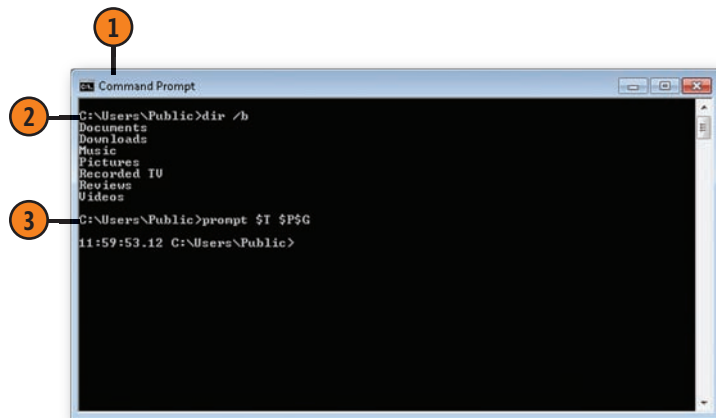 1
Command Prompt
2
C:\Users\Public>dir /b
Documents
Downloads
Music
Pictures
Recorded TV
Reviews
Videos
3
C:\Users\Public>prompt $T $P$G
11:59:53.12 C:\Users\Public>